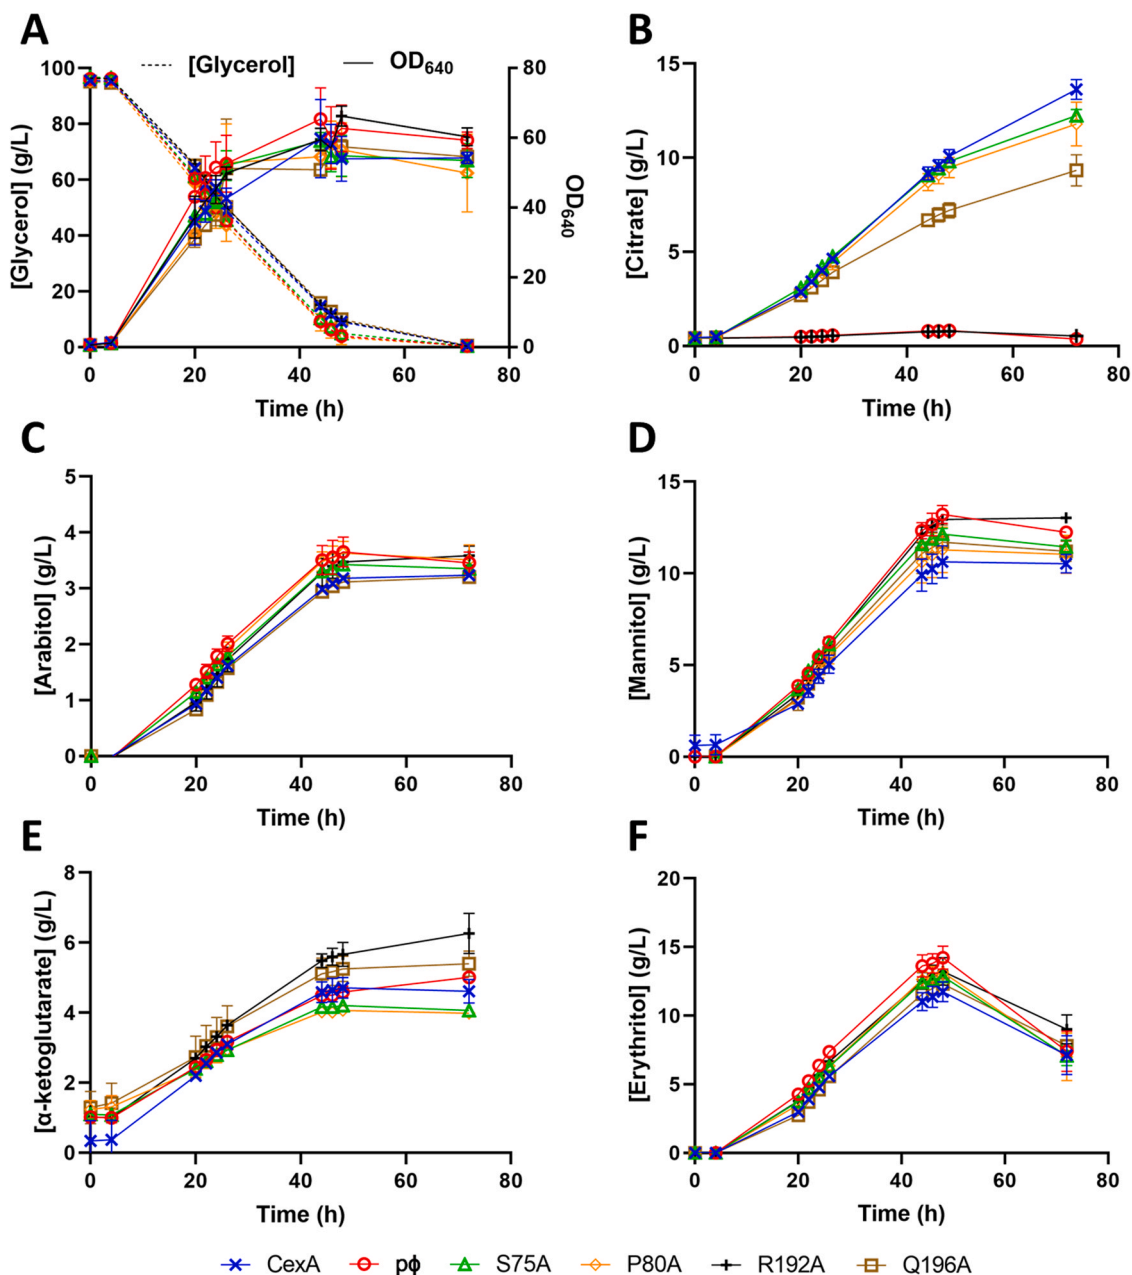 A
[Glycerol]
OD640
100
80
60
40
20
0
[Glycerol] (g/L)
80
60
40
20
0
OD640
0 20 40 60 80
Time (h)
B
15
10
5
0
[Citrate] (g/L)
0 20 40 60 80
Time (h)
C
5
4
3
2
1
0
[Arabitol] (g/L)
0 20 40 60 80
Time (h)
D
15
10
5
0
[Mannitol] (g/L)
0 20 40 60 80
Time (h)
E
8
6
4
2
0
[α-ketoglutarate] (g/L)
0 20 40 60 80
Time (h)
F
20
15
10
5
0
[Erythritol] (g/L)
0 20 40 60 80
Time (h)
CexA pϕ S75A P80A R192A Q196A